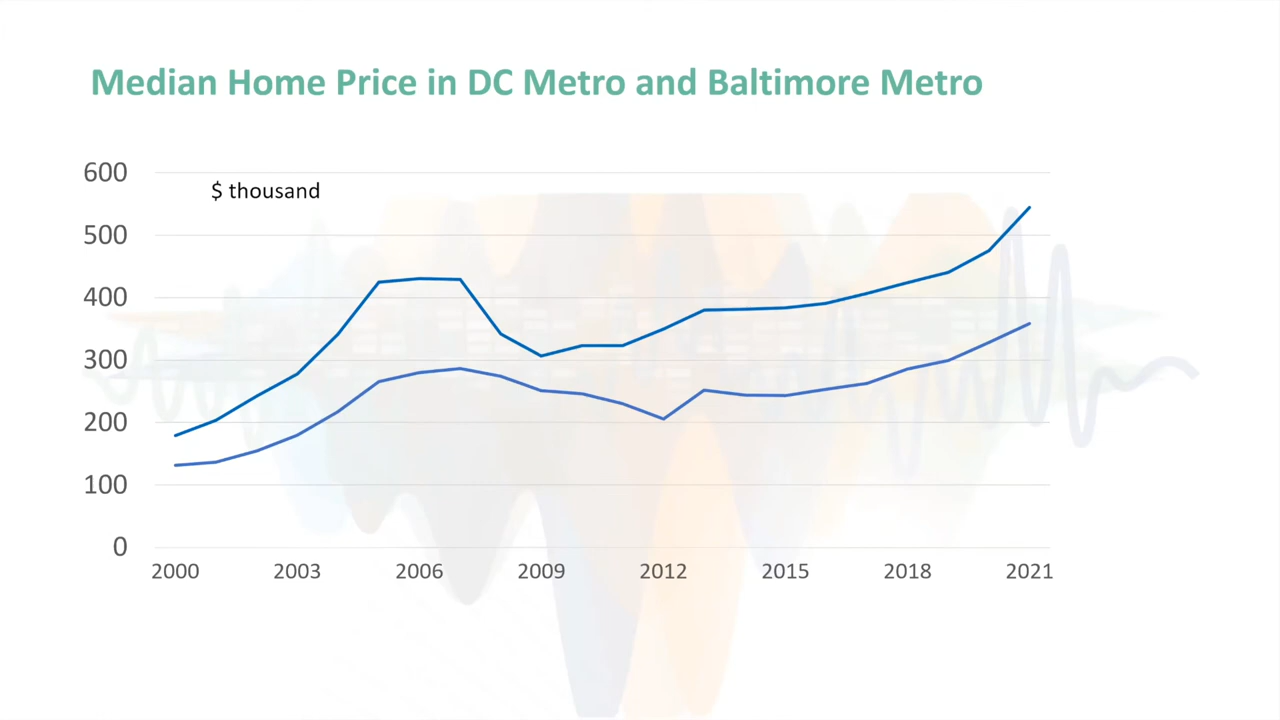 Median Home Price in DC Metro and Baltimore Metro
$ thousand
600
500
400
300
200
100
0
2000 2003 2006 2009 2012 2015 2018 2021